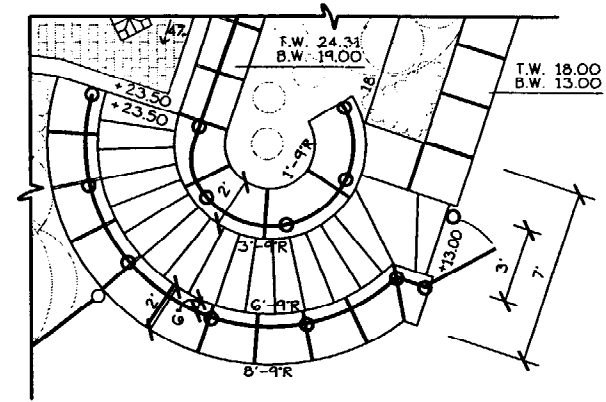 4%
T.W. 24.31
B.W. 19.00
18
T.W. 18.00
B.W. 13.00
+23.50
+23.50
1'-9"R
2'
3'-9"R
+13.00
3'
7'
6'-9"R
2'
6"
8'-9"R